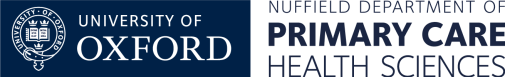 UNIVERSITY OF
OXFORD
NUFFIELD DEPARTMENT OF
PRIMARY CARE
HEALTH SCIENCES